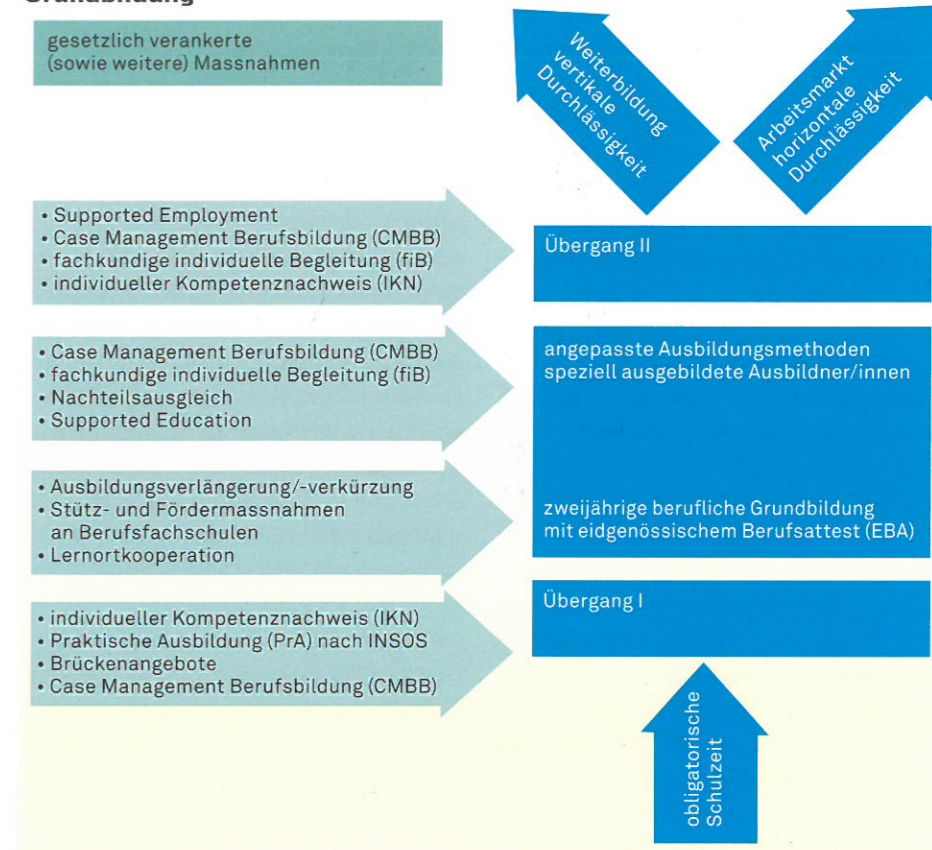 Grundbildung
gesetzlich verankerte
(sowie weitere) Massnahmen
Weiterbildung
vertikale
Durchlässigkeit
Arbeitsmarkt
horizontale
Durchlässigkeit
• Supported Employment
• Case Management Berufsbildung (CMBB)
• fachkundige individuelle Begleitung (fiB)
• individueller Kompetenznachweis (IKN)
Übergang II
• Case Management Berufsbildung (CMBB)
• fachkundige individuelle Begleitung (fiB)
• Nachteilsausgleich
• Supported Education
angepasste Ausbildungsmethoden
speziell ausgebildete Ausbildner/innen
• Ausbildungsverlängerung/-verkürzung
• Stütz- und Fördermassnahmen
an Berufsfachschulen
• Lernortkooperation
zweijährige berufliche Grundbildung
mit eidgenössischem Berufsattest (EBA)
• individueller Kompetenznachweis (IKN)
• Praktische Ausbildung (PrA) nach INSOS
• Brückenangebote
• Case Management Berufsbildung (CMBB)
Übergang I
obligatorische
Schulzeit